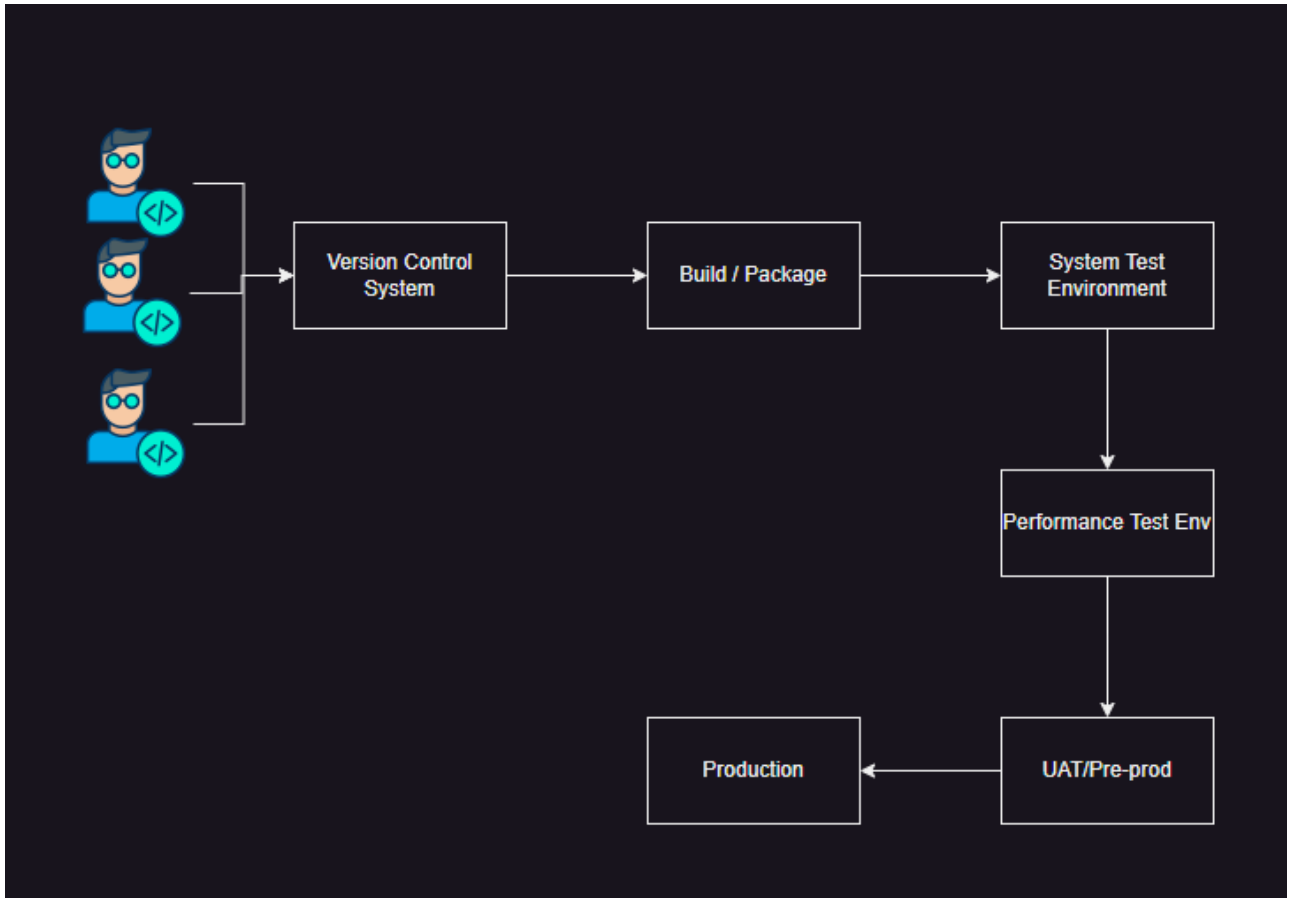 Version Control
System
Build / Package
System Test
Environment
Performance Test Env
Production
UAT/Pre-prod